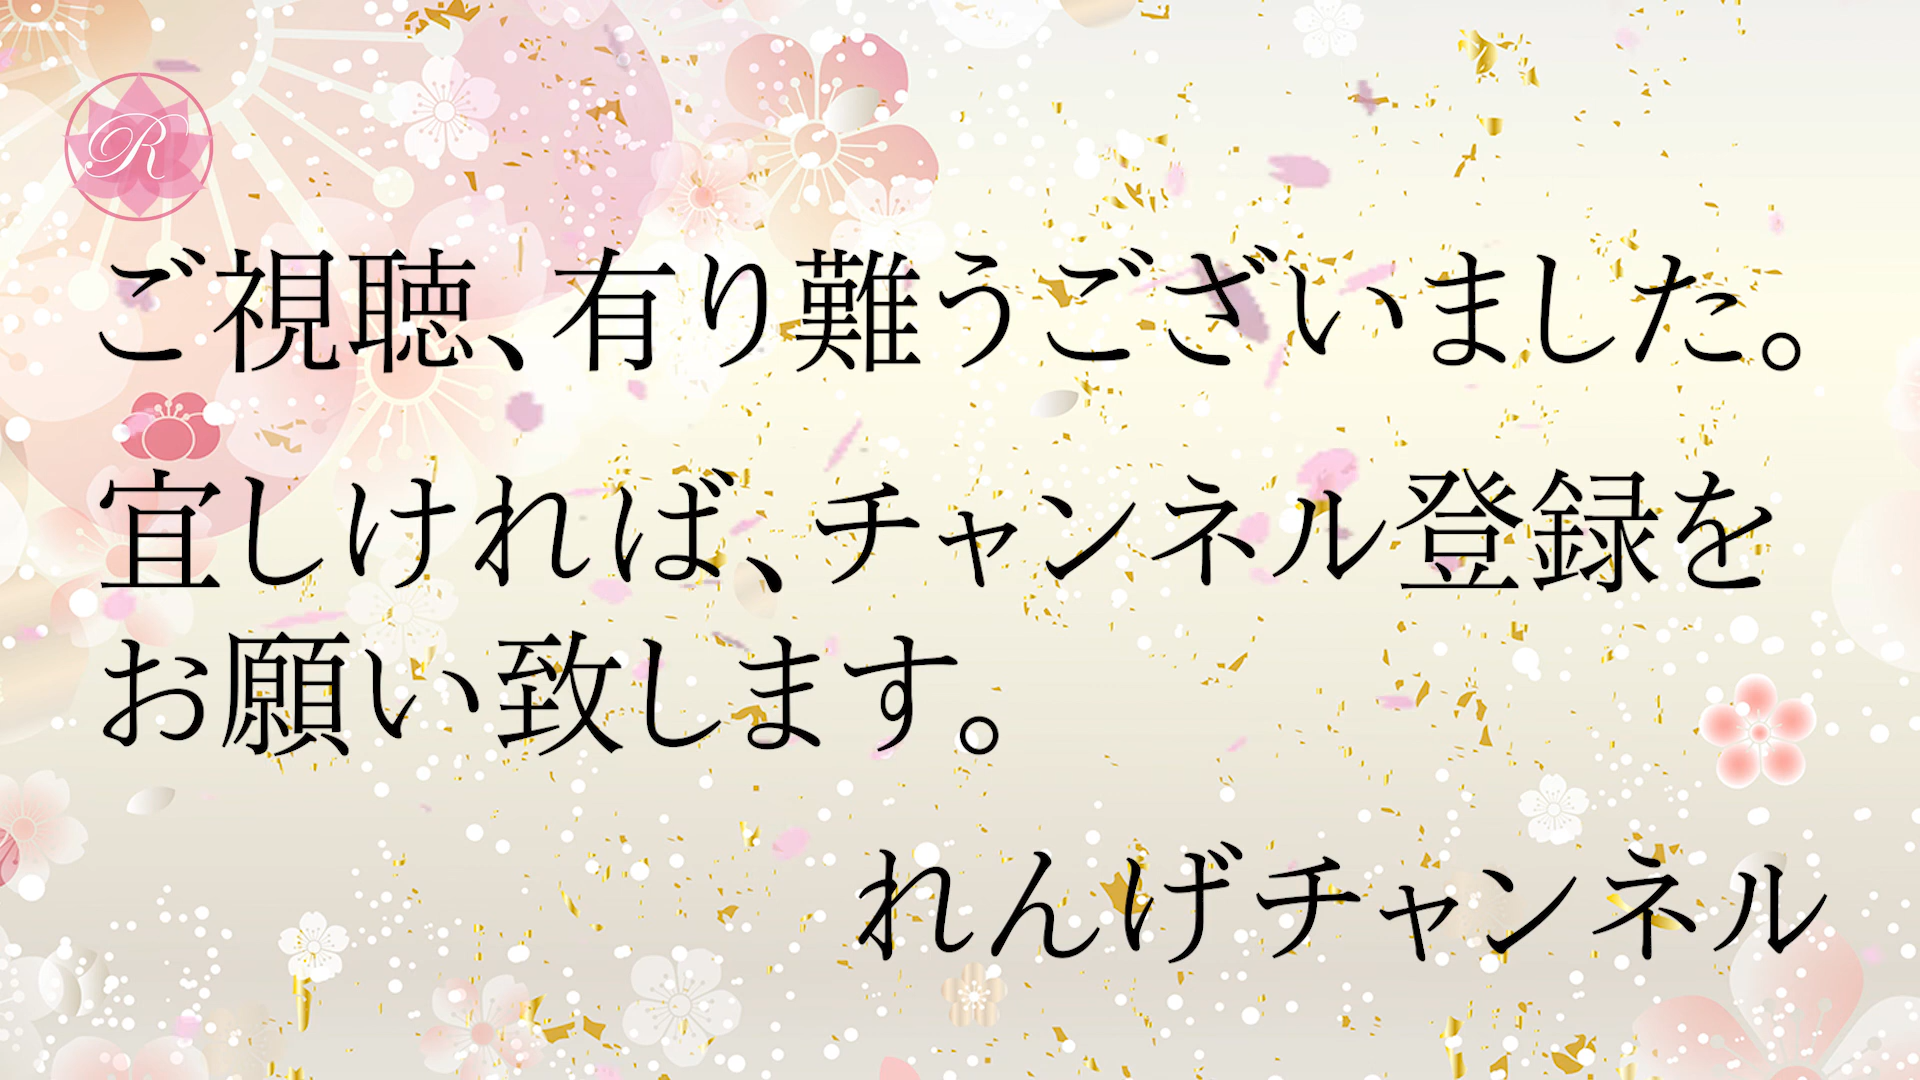 R
ご視聴、有り難うございました。
宜しければ、チャンネル登録を
お願い致します。
れんげチャンネル